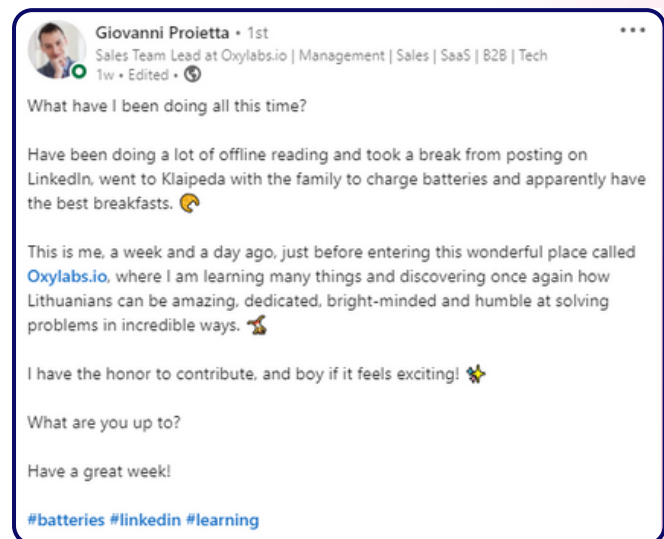 Giovanni Proietta • 1st
Sales Team Lead at Oxylabs.io | Management | Sales | SaaS | B2B | Tech
1w • Edited •
What have I been doing all this time?
Have been doing a lot of offline reading and took a break from posting on
LinkedIn, went to Klaipeda with the family to charge batteries and apparently have
the best breakfasts.
This is me, a week and a day ago, just before entering this wonderful place called
Oxylabs.io, where I am learning many things and discovering once again how
Lithuanians can be amazing, dedicated, bright-minded and humble at solving
problems in incredible ways.
I have the honor to contribute, and boy if it feels exciting!
What are you up to?
Have a great week!
#batteries #linkedin #learning